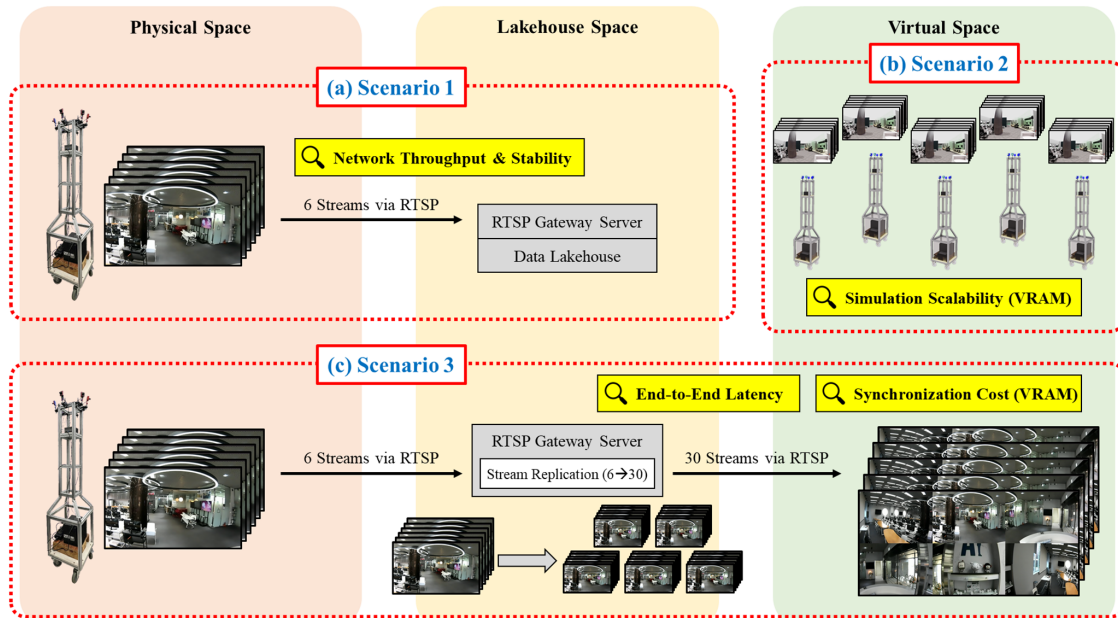 Physical Space
Lakehouse Space
Virtual Space
(a) Scenario 1
(b) Scenario 2
Network Throughput & Stability
6 Streams via RTSP
RTSP Gateway Server
Data Lakehouse
Simulation Scalability (VRAM)
(c) Scenario 3
End-to-End Latency
Synchronization Cost (VRAM)
6 Streams via RTSP
RTSP Gateway Server
Stream Replication (6→30)
30 Streams via RTSP